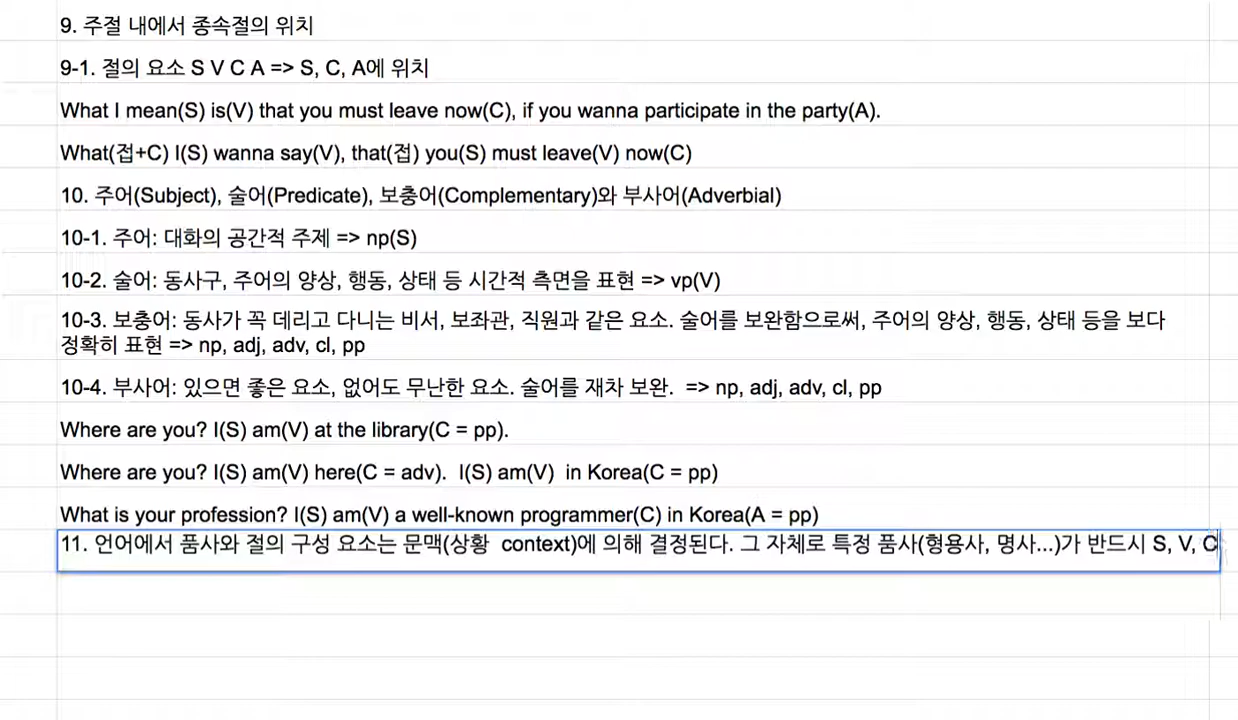 9. 주절 내에서 종속절의 위치
9-1. 절의 요소 S V C A => S, C, A에 위치
What I mean(S) is(V) that you must leave now(C), if you wanna participate in the party(A).
What(접+C) I(S) wanna say(V), that(접) you(S) must leave(V) now(C)
10. 주어(Subject), 술어(Predicate), 보충어(Complementary)와 부사어(Adverbial)
10-1. 주어: 대화의 공간적 주제 => np(S)
10-2. 술어: 동사구, 주어의 양상, 행동, 상태 등 시간적 측면을 표현 => vp(V)
10-3. 보충어: 동사가 꼭 데리고 다니는 비서, 보좌관, 직원과 같은 요소. 술어를 보완함으로써, 주어의 양상, 행동, 상태 등을 보다
정확히 표현 => np, adj, adv, cl, pp
10-4. 부사어: 있으면 좋은 요소, 없어도 무난한 요소. 술어를 재차 보완.  => np, adj, adv, cl, pp
Where are you? I(S) am(V) at the library(C = pp).
Where are you? I(S) am(V) here(C = adv).  I(S) am(V)  in Korea(C = pp)
What is your profession? I(S) am(V) a well-known programmer(C) in Korea(A = pp)
11. 언어에서 품사와 절의 구성 요소는 문맥(상황  context)에 의해 결정된다. 그 자체로 특정 품사(형용사, 명사...)가 반드시 S, V, C